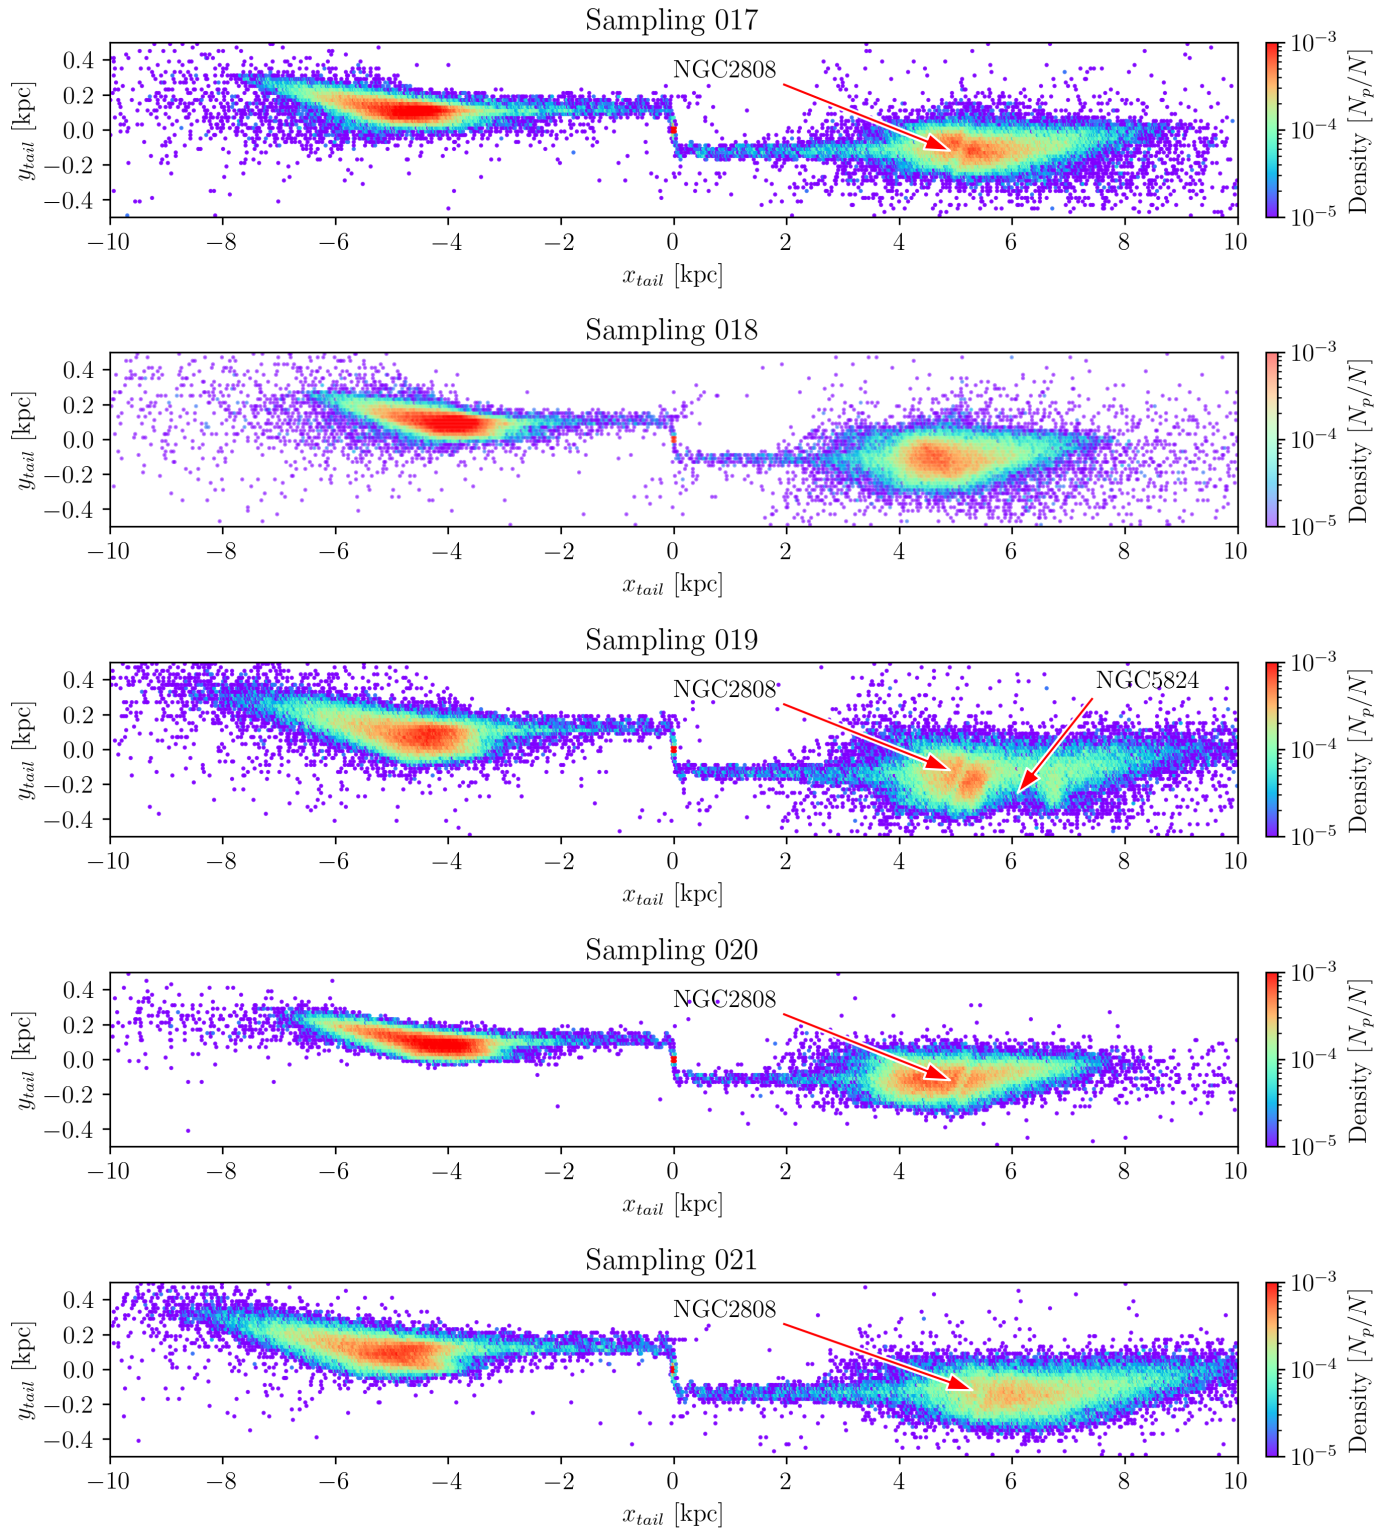 Sampling 017
NGC2808
0.4
0.2
0.0
−0.2
−0.4
y_tail [kpc]
−10 −8 −6 −4 −2 0 2 4 6 8 10
x_tail [kpc]
10^−3
10^−4
10^−5
Density [N_p/N]
Sampling 018
0.4
0.2
0.0
−0.2
−0.4
y_tail [kpc]
−10 −8 −6 −4 −2 0 2 4 6 8 10
x_tail [kpc]
10^−3
10^−4
10^−5
Density [N_p/N]
Sampling 019
NGC2808
NGC5824
0.4
0.2
0.0
−0.2
−0.4
y_tail [kpc]
−10 −8 −6 −4 −2 0 2 4 6 8 10
x_tail [kpc]
10^−3
10^−4
10^−5
Density [N_p/N]
Sampling 020
NGC2808
0.4
0.2
0.0
−0.2
−0.4
y_tail [kpc]
−10 −8 −6 −4 −2 0 2 4 6 8 10
x_tail [kpc]
10^−3
10^−4
10^−5
Density [N_p/N]
Sampling 021
NGC2808
0.4
0.2
0.0
−0.2
−0.4
y_tail [kpc]
−10 −8 −6 −4 −2 0 2 4 6 8 10
x_tail [kpc]
10^−3
10^−4
10^−5
Density [N_p/N]